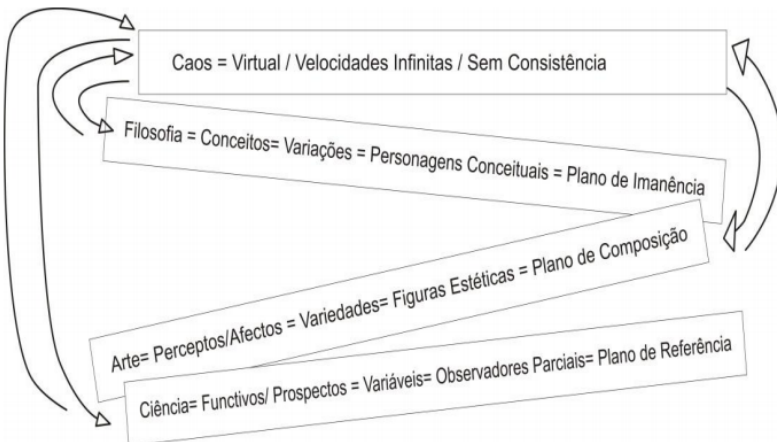 Caos = Virtual / Velocidades Infinitas / Sem Consistência
Filosofia = Conceitos= Variações = Personagens Conceituais = Plano de Imanência
Arte= Perceptos/Afectos = Variedades= Figuras Estéticas = Plano de Composição
Ciência= Functivos/ Prospectos = Variáveis= Observadores Parciais= Plano de Referência